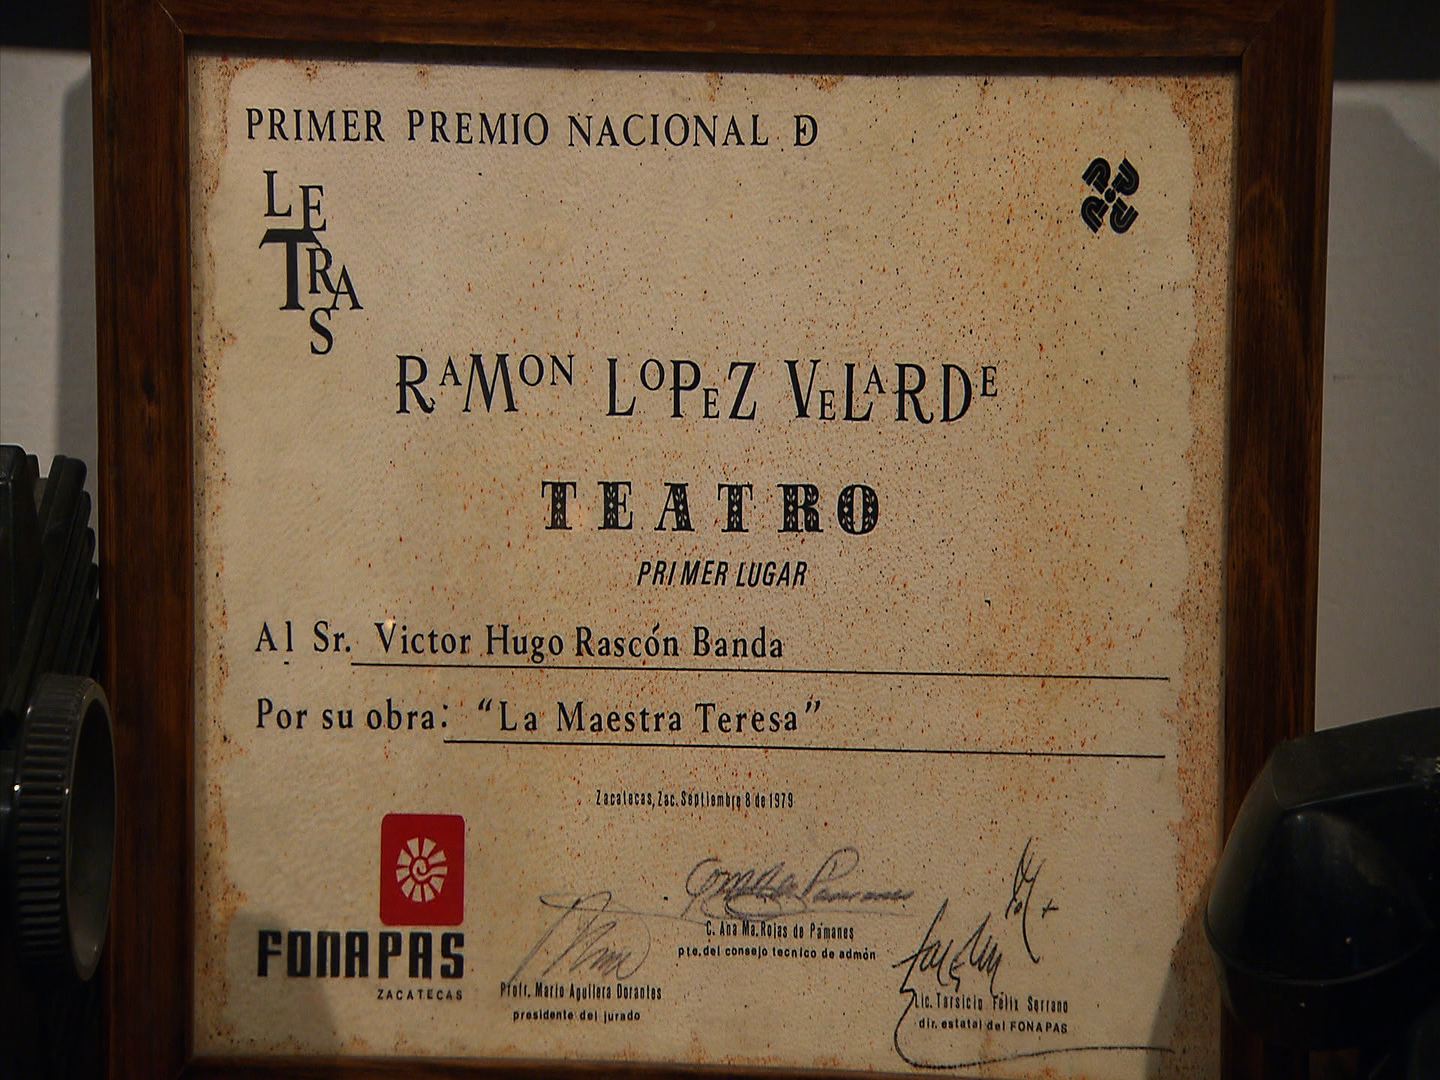 PRIMER PREMIO NACIONAL DE
LETRAS
RAMON LOPEZ VELARDE
TEATRO
PRIMER LUGAR
Al Sr. Victor Hugo Rascón Banda
Por su obra: “La Maestra Teresa”
Zacatecas, Zac. Septiembre 8 de 1979
FONAPAS
ZACATECAS
C. Ana Ma. Rojas de Pámanes
pte. del consejo tecnico de admón
Profr. Mario Aguilera Dorantes
presidente del jurado
Lic. Tarsicio Félix Serrano
dir. estatal del FONAPAS